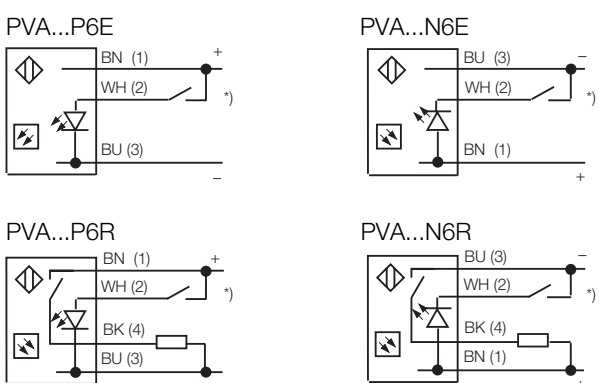 PVA...P6E
BN (1)
+
WH (2)
*)
BU (3)
–
PVA...N6E
BU (3)
–
WH (2)
*)
BN (1)
+
PVA...P6R
BN (1)
+
WH (2)
*)
BK (4)
BU (3)
PVA...N6R
BU (3)
–
WH (2)
*)
BK (4)
BN (1)